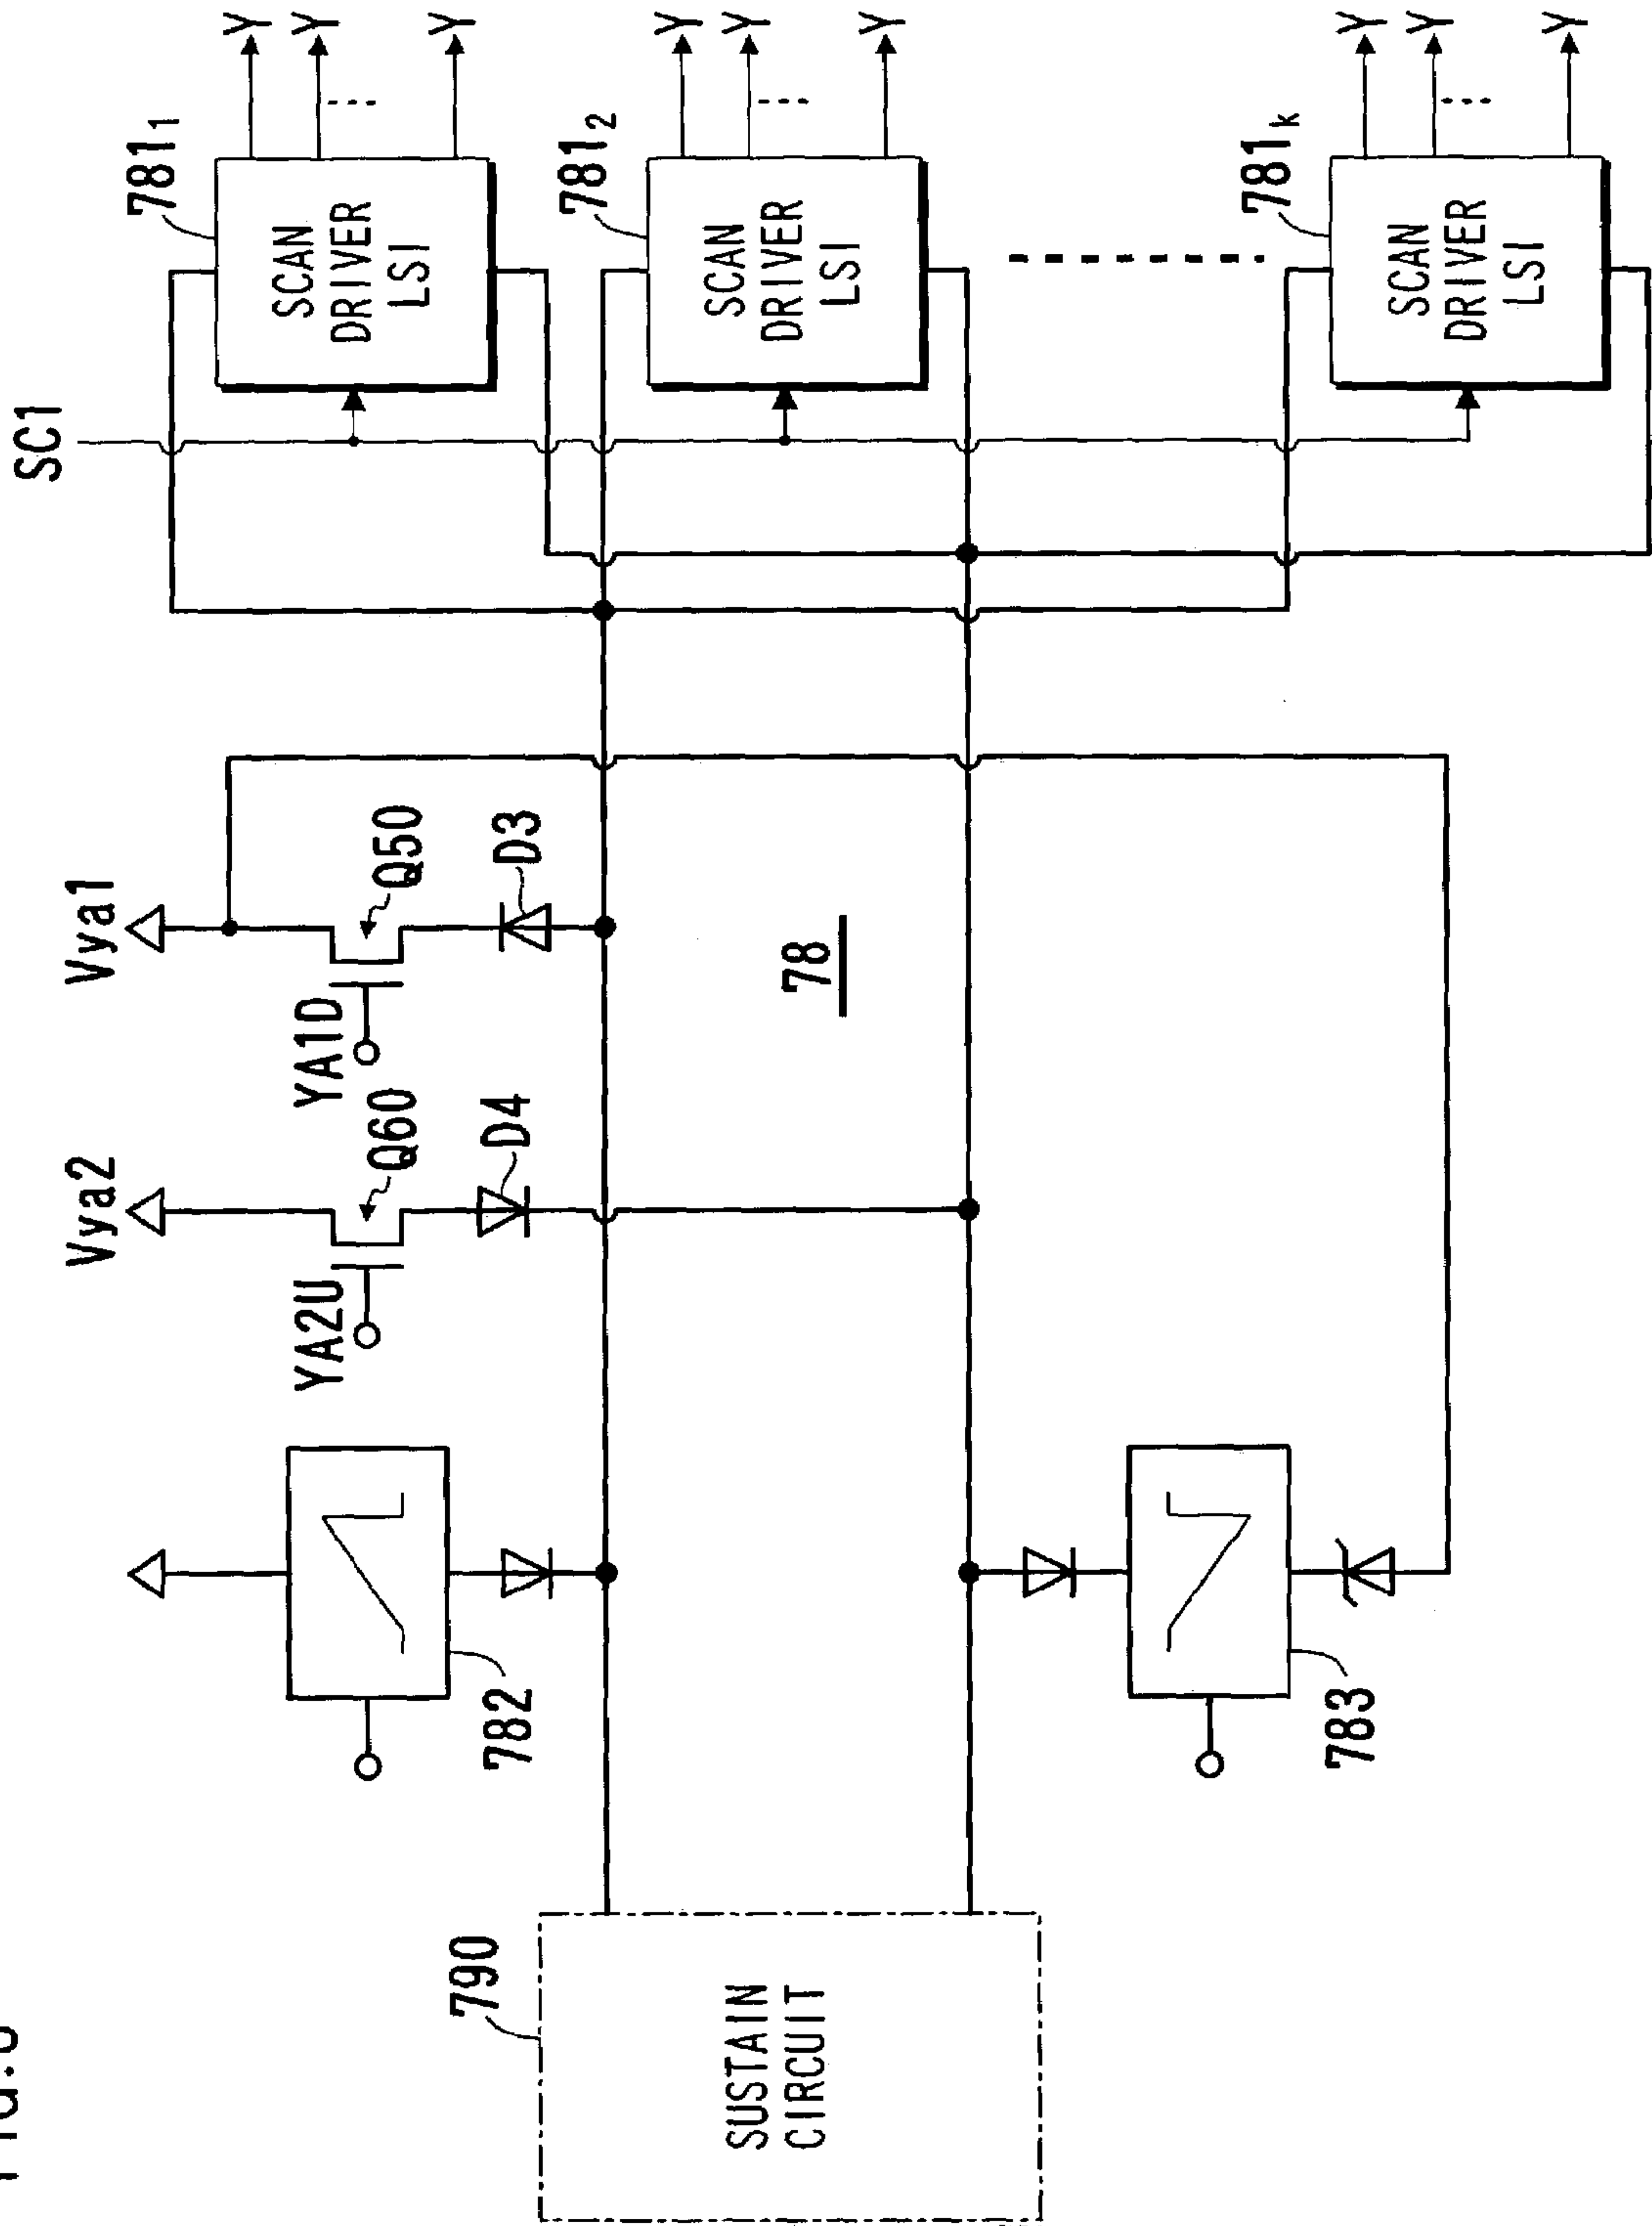 SC1
Vya2
Vya1
YA2U
Q60
YA1D
Q50
D4
D3
782
790
SUSTAIN
CIRCUIT
78
783
781₁
SCAN
DRIVER
LSI
Y
Y
Y
781₂
SCAN
DRIVER
LSI
Y
Y
Y
781ₖ
SCAN
DRIVER
LSI
Y
Y
Y